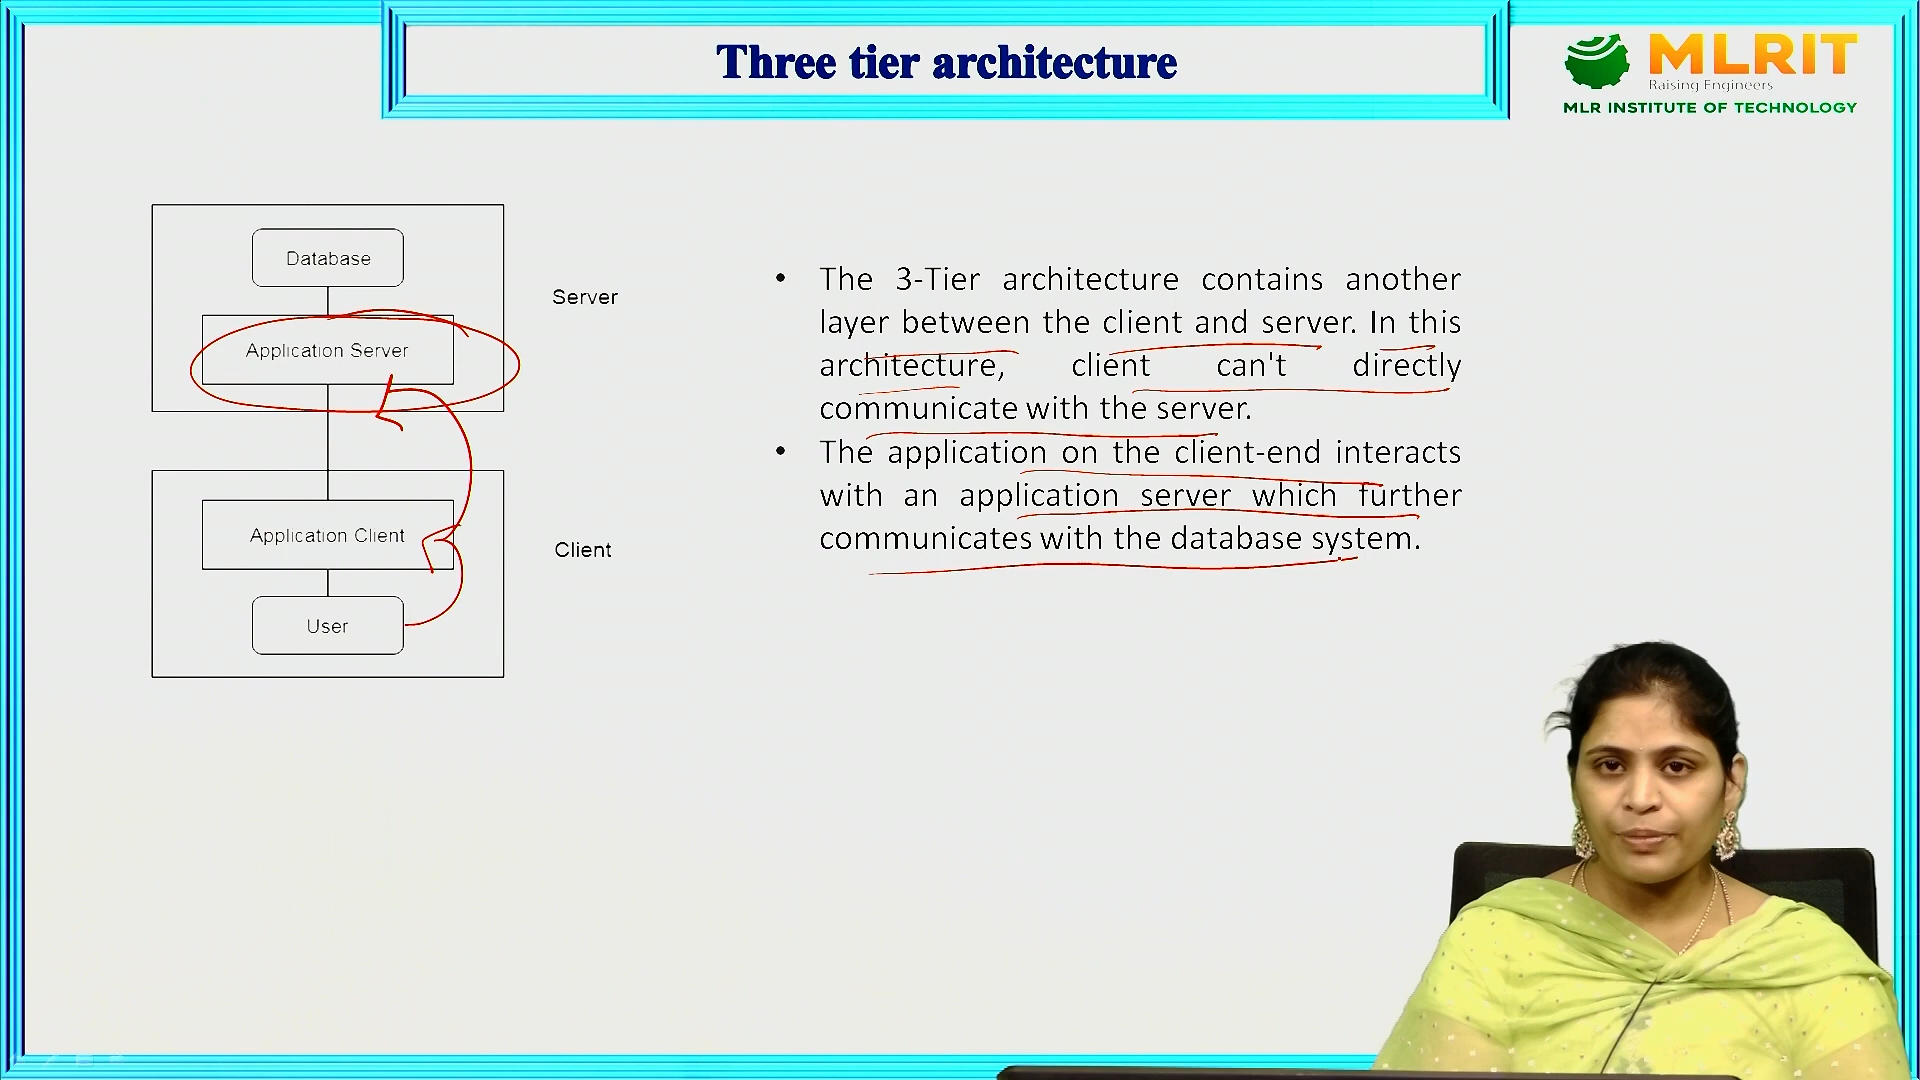 Three tier architecture
MLRIT
Raising Engineers
MLR INSTITUTE OF TECHNOLOGY
Database
Server
Application Server
Application Client
Client
User
• The 3-Tier architecture contains another
layer between the client and server. In this
architecture, client can't directly
communicate with the server.
• The application on the client-end interacts
with an application server which further
communicates with the database system.